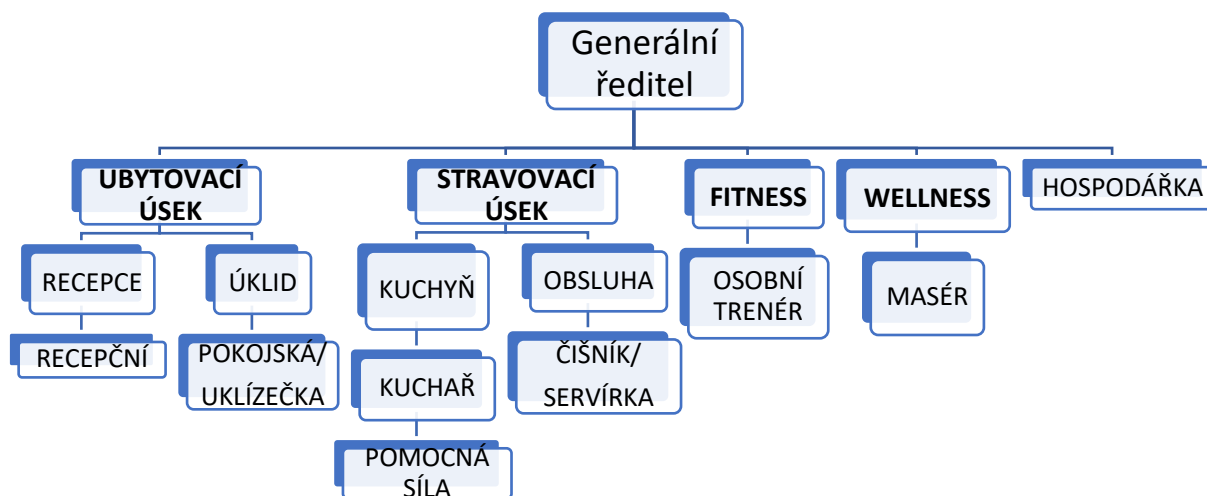 Generální
ředitel
UBYTOVACÍ
ÚSEK
STRAVOVACÍ
ÚSEK
FITNESS
WELLNESS
HOSPODÁŘKA
RECEPCE
ÚKLID
KUCHYŇ
OBSLUHA
OSOBNÍ
TRENÉR
MASÉR
RECEPČNÍ
POKOJSKÁ/
UKLÍZEČKA
KUCHAŘ
ČIŠNÍK/
SERVÍRKA
POMOCNÁ
SÍLA